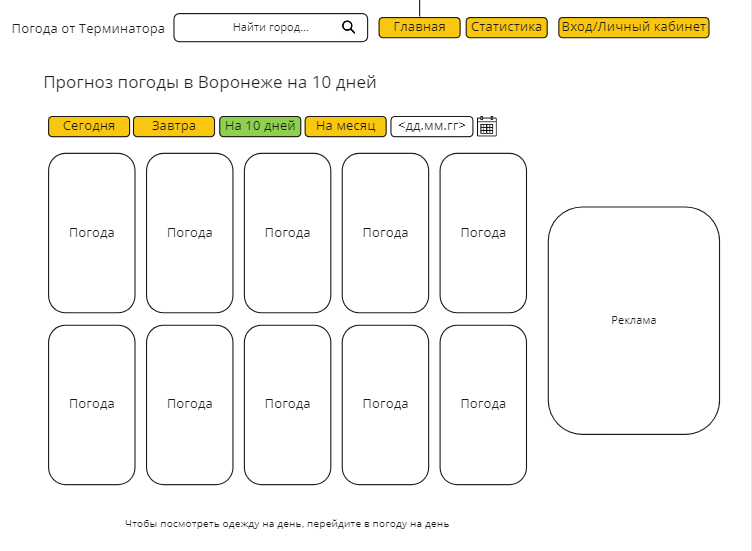 Погода от Терминатора
Найти город...
Главная
Статистика
Вход/Личный кабинет
Прогноз погоды в Воронеже на 10 дней
Сегодня
Завтра
На 10 дней
На месяц
<дд.мм.гг>
Погода
Погода
Погода
Погода
Погода
Реклама
Погода
Погода
Погода
Погода
Погода
Чтобы посмотреть одежду на день, перейдите в погоду на день